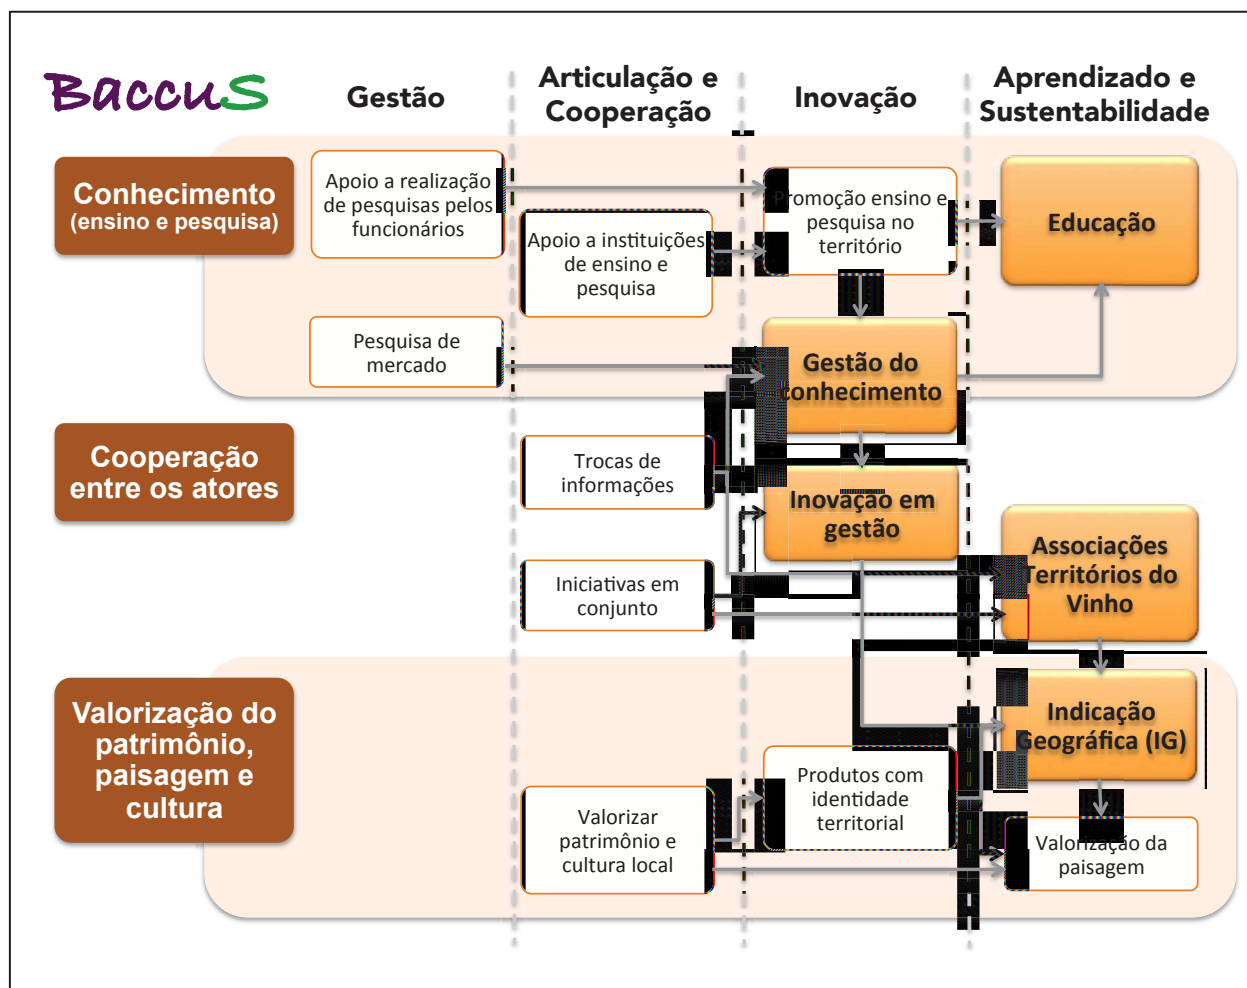 BaccuS
Gestão
Articulação e
Cooperação
Inovação
Aprendizado e
Sustentabilidade
Conhecimento
(ensino e pesquisa)
Apoio a realização
de pesquisas pelos
funcionários
Apoio a instituições
de ensino e
pesquisa
Promoção ensino e
pesquisa no
território
Educação
Pesquisa de
mercado
Gestão do
conhecimento
Cooperação
entre os atores
Trocas de
informações
Inovação em
gestão
Iniciativas em
conjunto
Associações
Territórios do
Vinho
Valorização do
patrimônio,
paisagem e
cultura
Indicação
Geográfica (IG)
Valorizar
patrimônio e
cultura local
Produtos com
identidade
territorial
Valorização da
paisagem